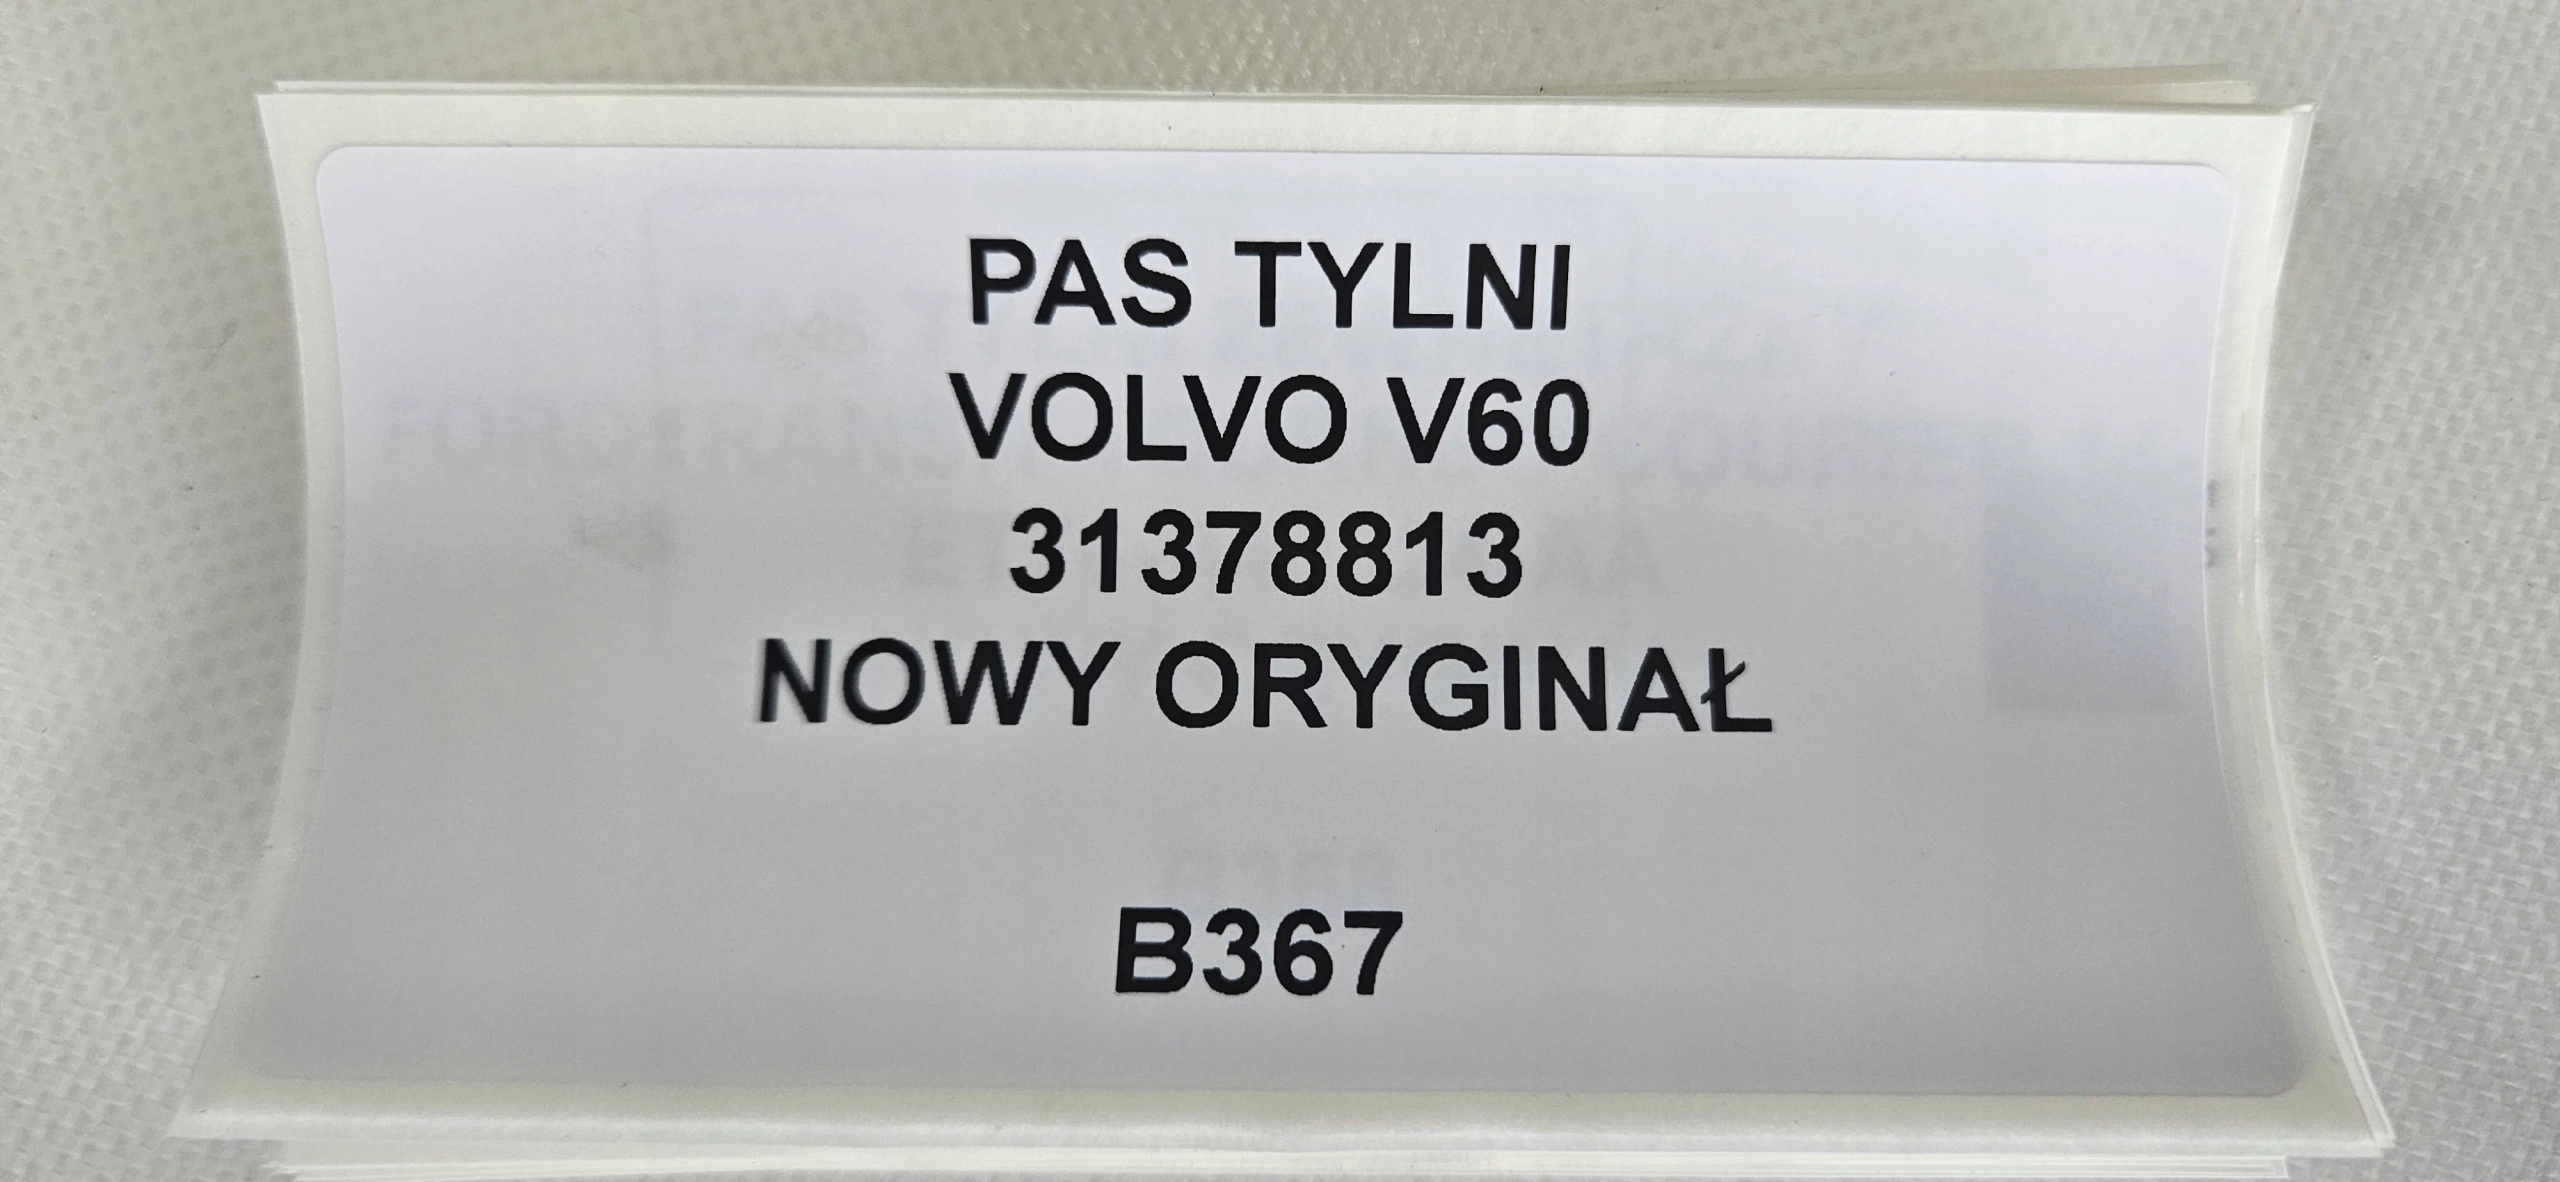 PAS TYLNI
VOLVO V60
31378813
NOWY ORYGINAŁ
B367